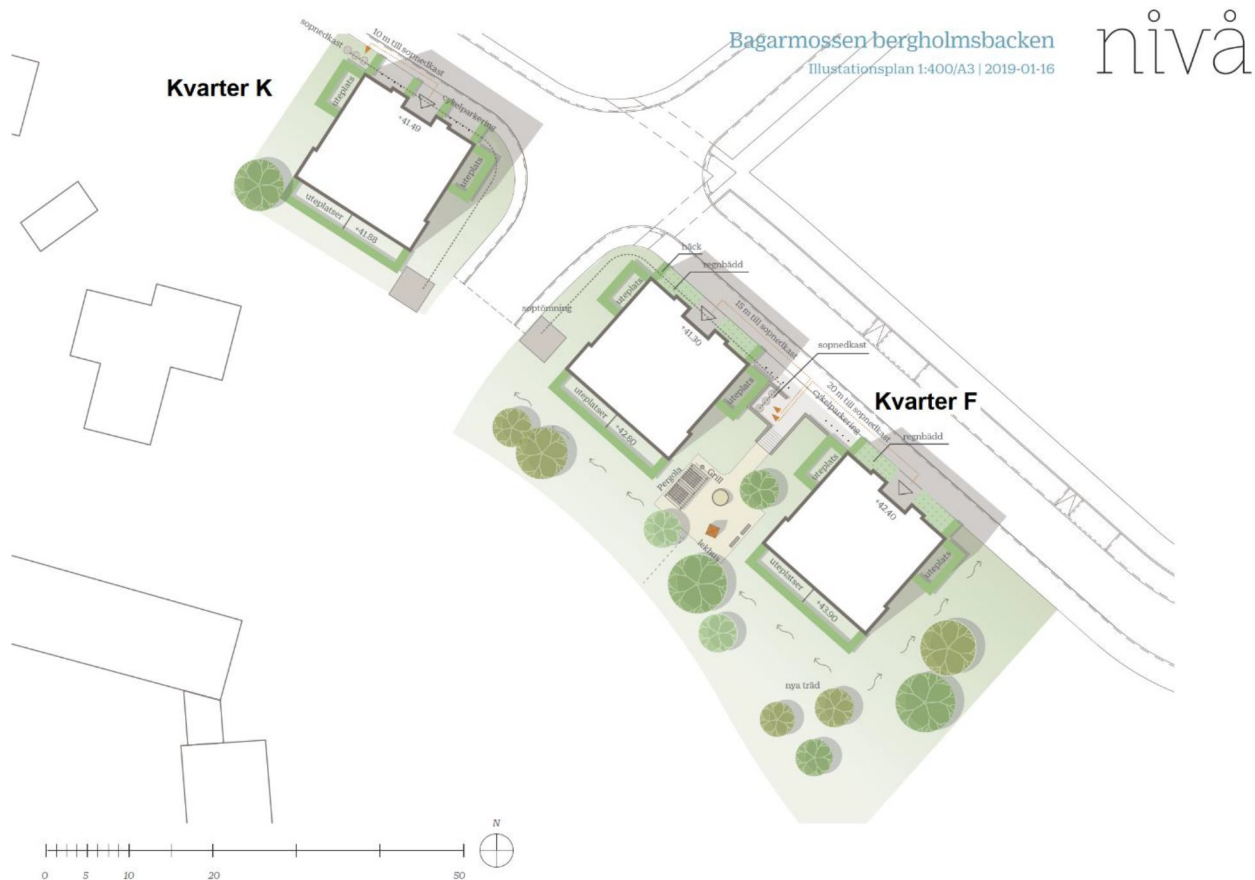 Bagarmossen bergholmsbacken
Illustationsplan 1:400/A3 | 2019-01-16
nivå
sopnedkast
10 m till sopnedkast
Kvarter K
uteplats
cykelparkering
+41.49
uteplats
uteplatser
+41.88
häck
regnbädd
soptömning
uteplats
15 m till sopnedkast
+41.30
sopnedkast
uteplats
20 m till sopnedkast
Kvarter F
cykelparkering
uteplatser
+42.80
regnbädd
Pergola
Grill
uteplats
+42.40
lekhus
uteplatser
+43.90
uteplats
nya träd
N
0 5 10 20 50